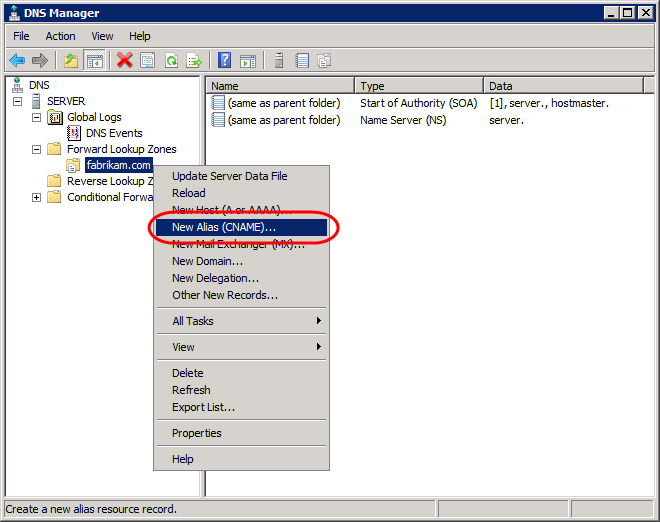 DNS Manager
File Action View Help
Name Type Data
DNS
SERVER
Global Logs
DNS Events
Forward Lookup Zones
fabrikam.com
Reverse Lookup Z
Conditional Forwa
(same as parent folder) Start of Authority (SOA) [1], server., hostmaster.
(same as parent folder) Name Server (NS) server.
Update Server Data File
Reload
New Host (A or AAAA)...
New Alias (CNAME)...
New Mail Exchanger (MX)...
New Domain...
New Delegation...
Other New Records...
All Tasks
View
Delete
Refresh
Export List...
Properties
Help
Create a new alias resource record.